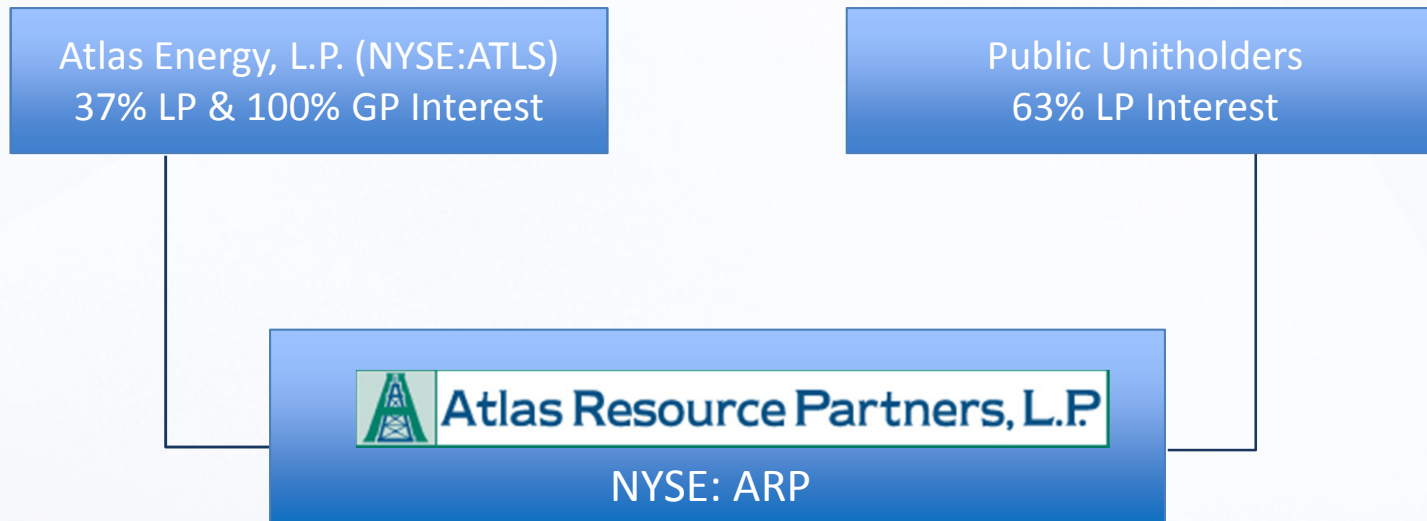 Atlas Energy, L.P. (NYSE:ATLS)
37% LP & 100% GP Interest
Public Unitholders
63% LP Interest
Atlas Resource Partners, L.P.
NYSE: ARP